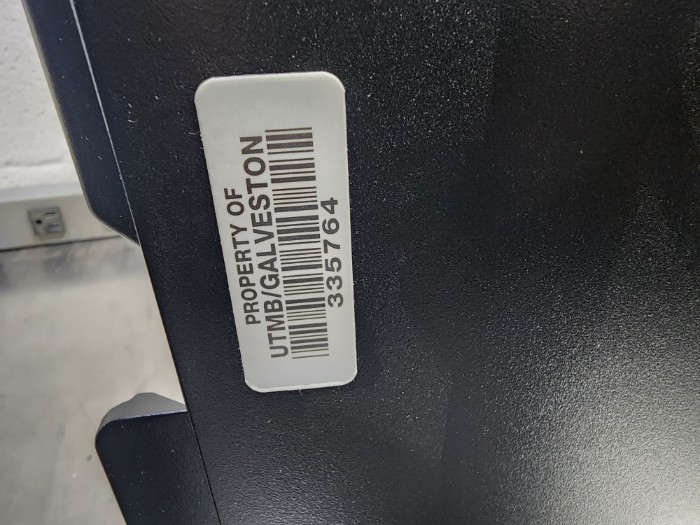 PROPERTY OF
UTMB/GALVESTON
335764